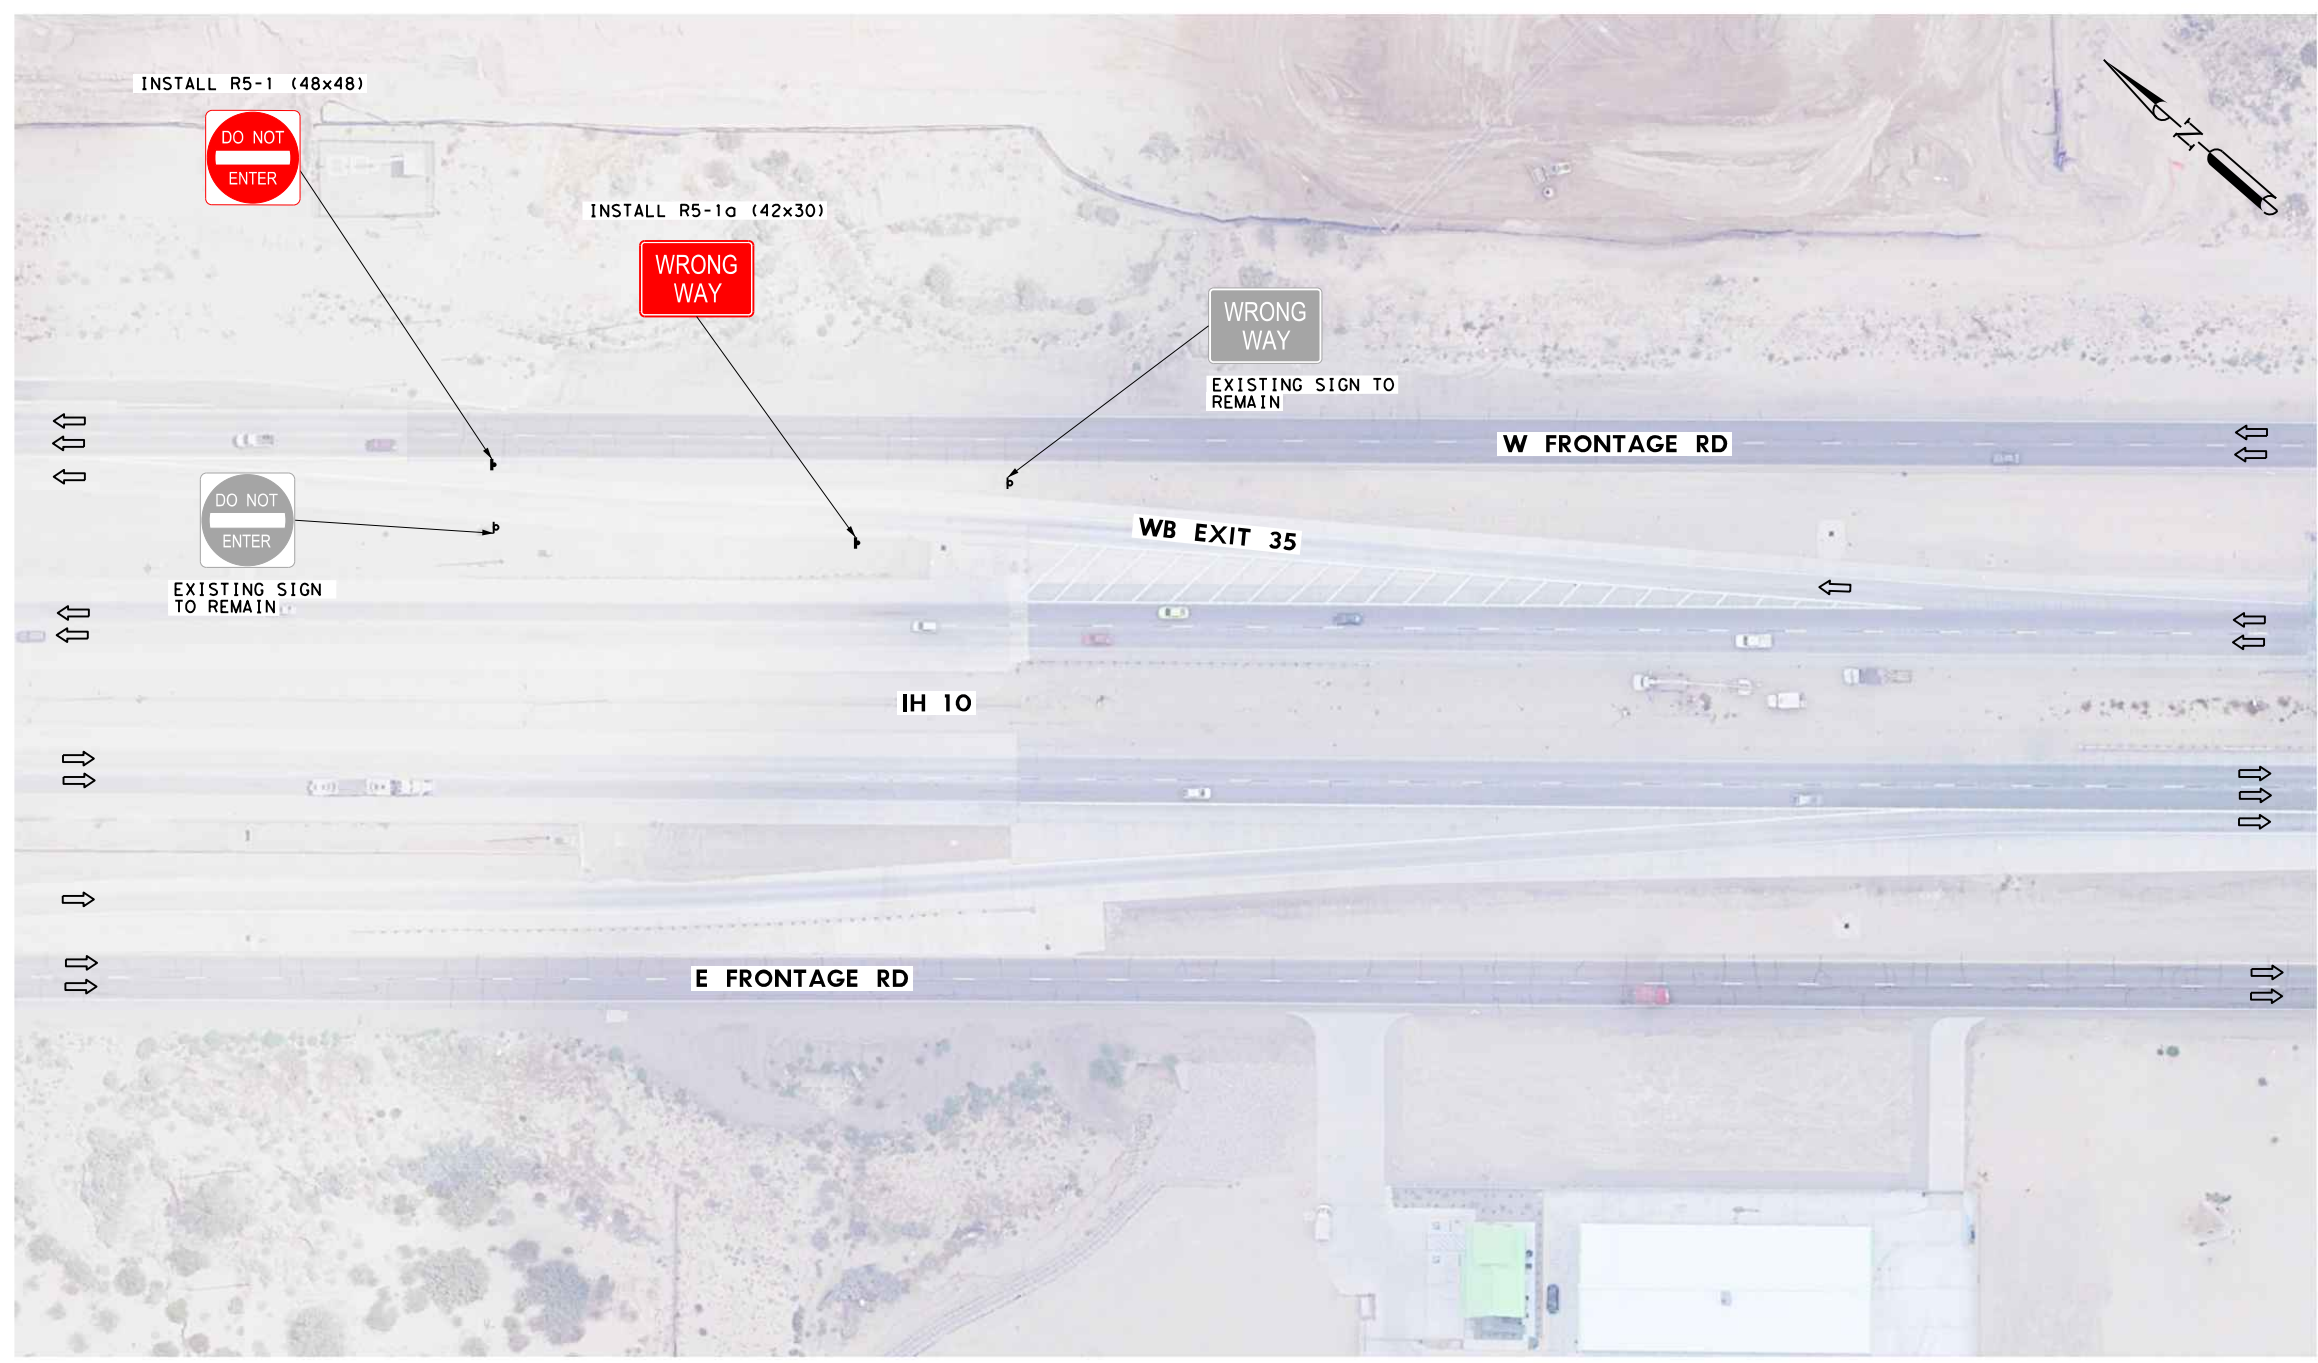 INSTALL R5-1 (48x48)
DO NOT
ENTER
INSTALL R5-1a (42x30)
WRONG
WAY
N
WRONG
WAY
EXISTING SIGN TO
REMAIN
W FRONTAGE RD
DO NOT
ENTER
EXISTING SIGN
TO REMAIN
WB EXIT 35
IH 10
E FRONTAGE RD